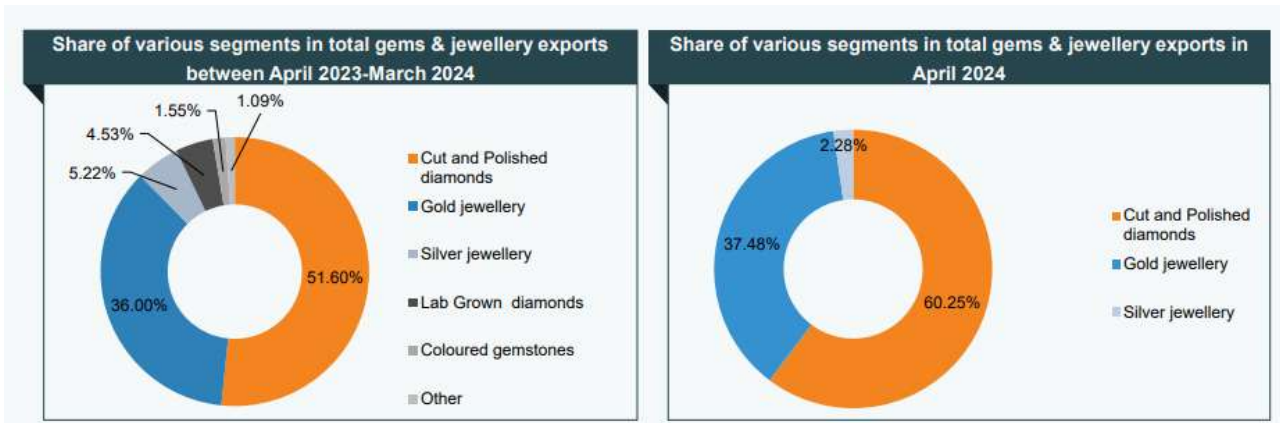 Share of various segments in total gems & jewellery exports
between April 2023-March 2024
1.09%
1.55%
4.53%
5.22%
36.00%
51.60%
Cut and Polished
diamonds
Gold jewellery
Silver jewellery
Lab Grown diamonds
Coloured gemstones
Other
Share of various segments in total gems & jewellery exports in
April 2024
2.28%
37.48%
60.25%
Cut and Polished
diamonds
Gold jewellery
Silver jewellery